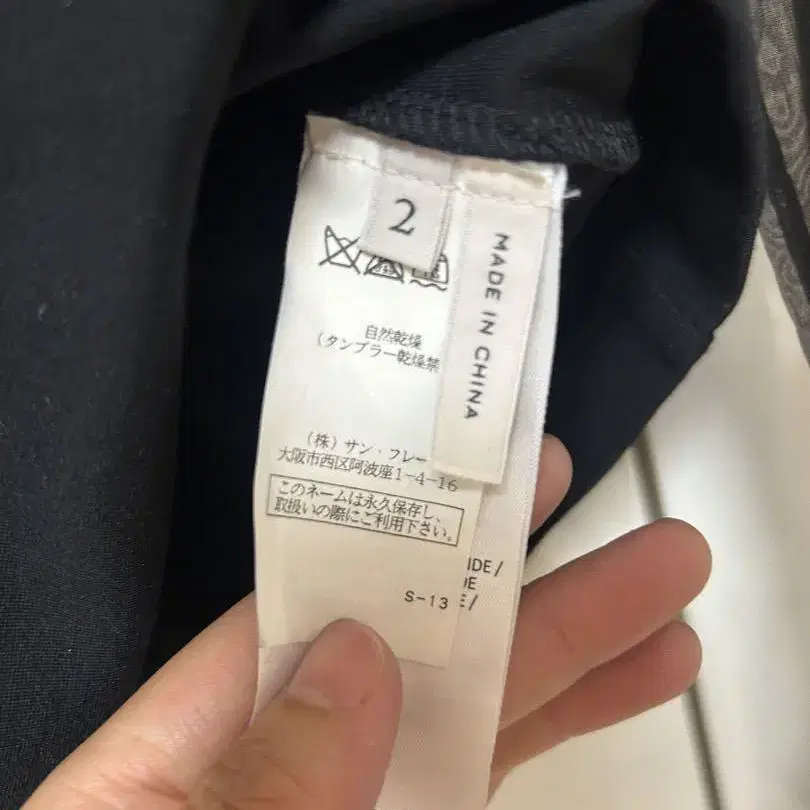 2
MADE IN CHINA
自然乾燥
(タンブラー乾燥禁
(株) サン・フレー
大阪市西区阿波座1-4-16
このネームは永久保存し、
取扱いの際にご利用下さい。
IDE/
E/
S-13